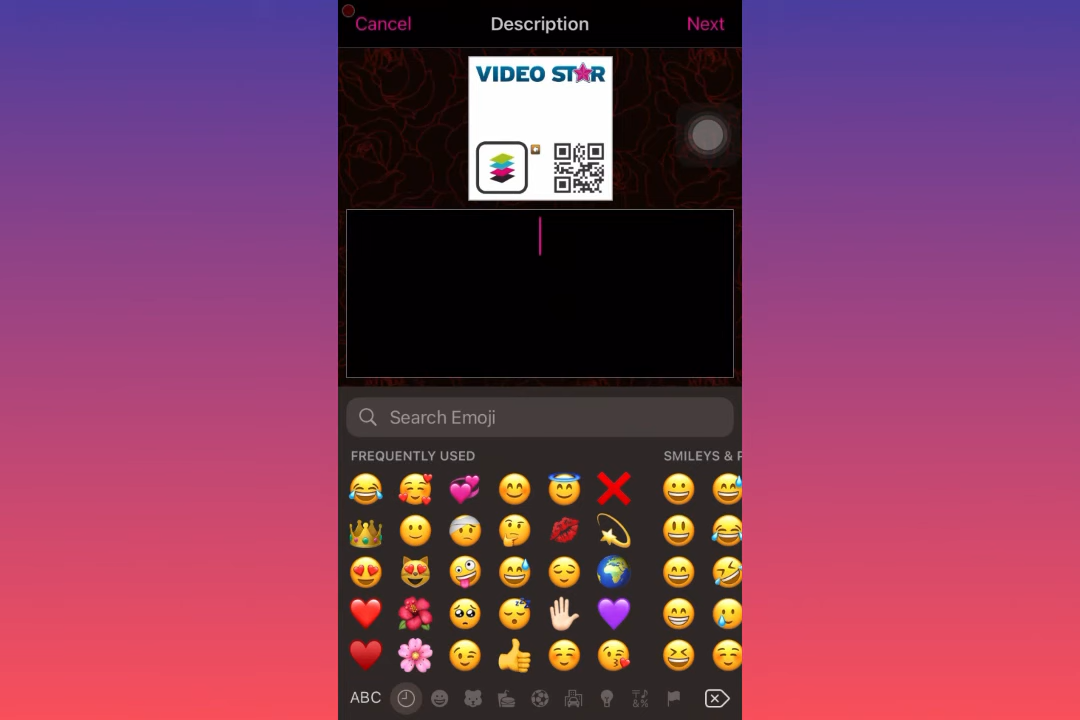 Cancel Description Next
VIDEO STAR
Search Emoji
FREQUENTLY USED SMILEYS &
ABC